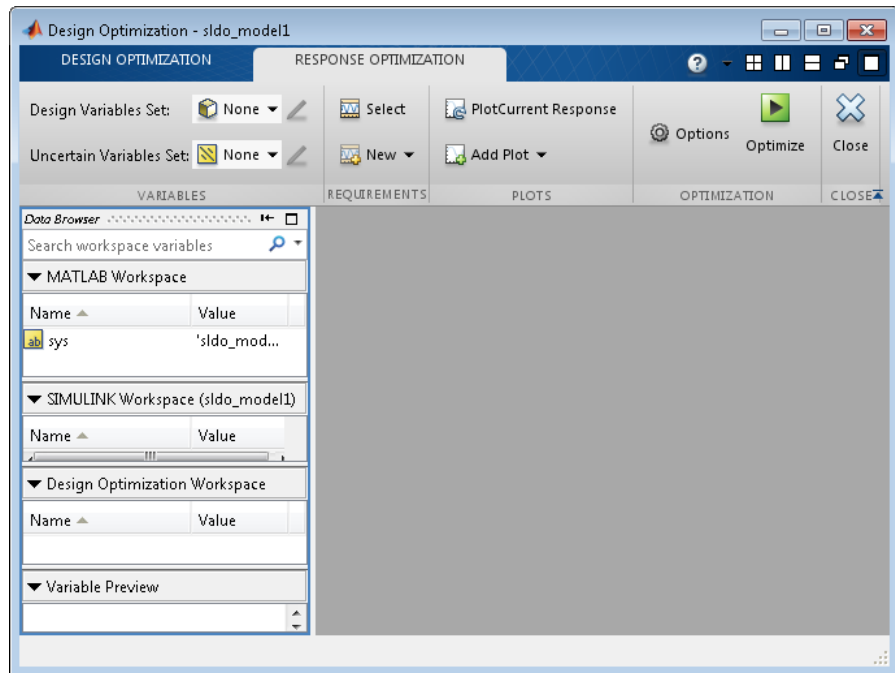 Design Optimization - sldo_model1
DESIGN OPTIMIZATION
RESPONSE OPTIMIZATION
?
Design Variables Set:
None
Select
PlotCurrent Response
Options
Optimize
Close
Uncertain Variables Set:
None
New
Add Plot
VARIABLES
REQUIREMENTS
PLOTS
OPTIMIZATION
CLOSE
Data Browser
Search workspace variables
MATLAB Workspace
Name
Value
ab
sys
'sldo_mod...
SIMULINK Workspace (sldo_model1)
Name
Value
Design Optimization Workspace
Name
Value
Variable Preview